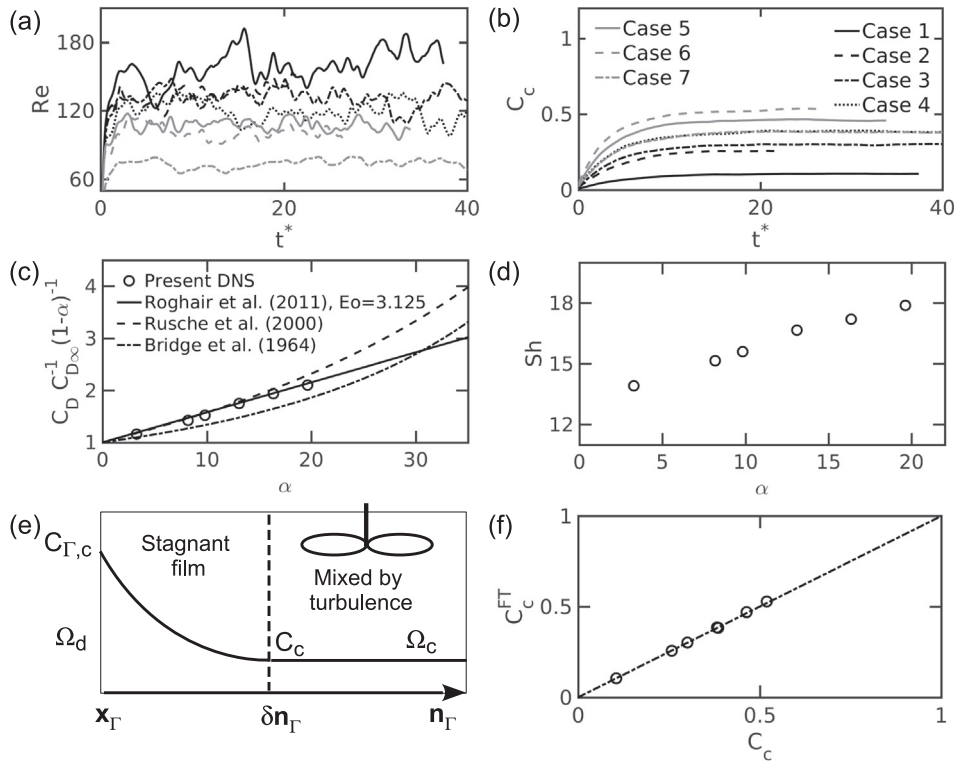 (a)
180
120
60
Re
0
20
40
t*
(b)
1
0.5
0
C_c
Case 5
Case 6
Case 7
Case 1
Case 2
Case 3
Case 4
0
20
40
t*
(c)
4
3
2
1
C_D C_{D∞}^{-1}(1-α)^{-1}
Present DNS
Roghair et al. (2011), Eo=3.125
Rusche et al. (2000)
Bridge et al. (1964)
0
10
20
30
α
(d)
18
15
12
Sh
0
5
10
15
20
α
(e)
C_{Γ,c}
Stagnant
film
Mixed by
turbulence
Ω_d
C_c
Ω_c
x_Γ
δn_Γ
n_Γ
(f)
1
0.5
0
C_c^{FT}
0
0.5
1
C_c